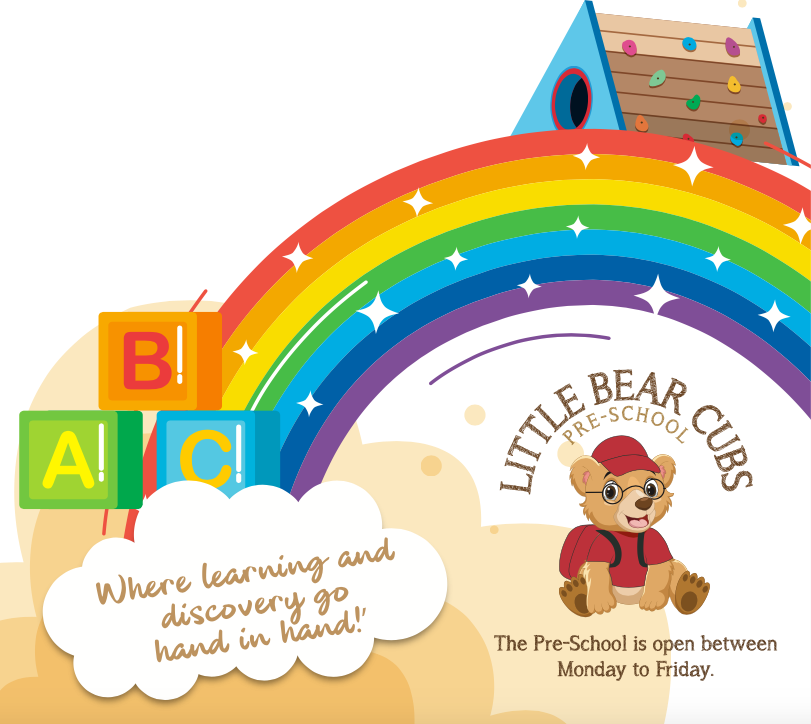 B
A C
LITTLE BEAR CUBS
PRE-SCHOOL
Where learning and
discovery go
hand in hand!'
The Pre-School is open between
Monday to Friday.